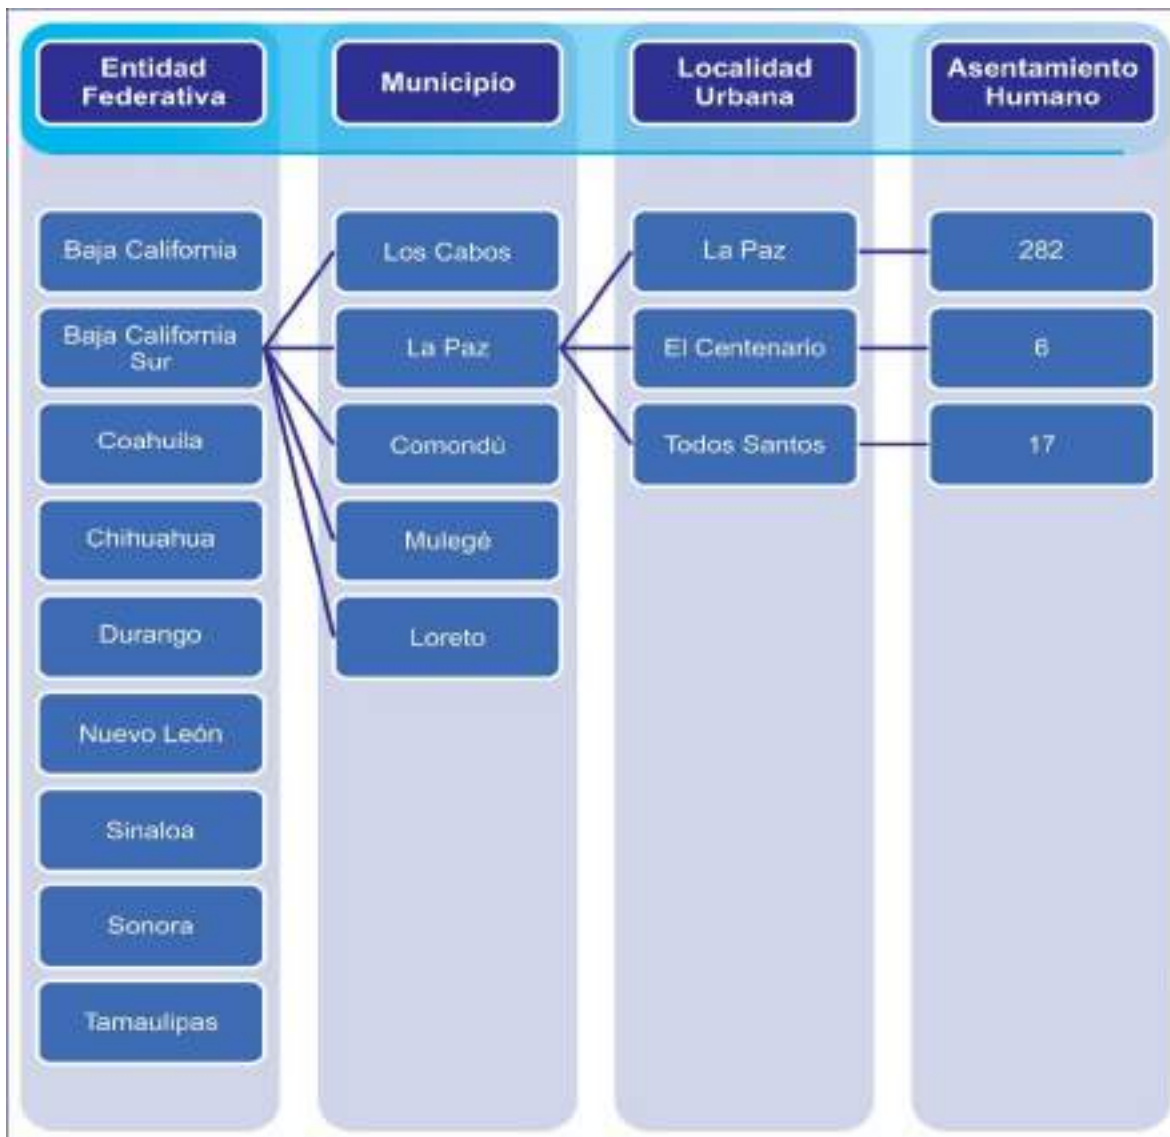 Entidad
Federativa
Municipio
Localidad
Urbana
Asentamiento
Humano
Baja California
Los Cabos
La Paz
282
Baja California
Sur
La Paz
El Centenario
6
Coahuila
Comondú
Todos Santos
17
Chihuahua
Mulegé
Durango
Loreto
Nuevo León
Sinaloa
Sonora
Tamaulipas